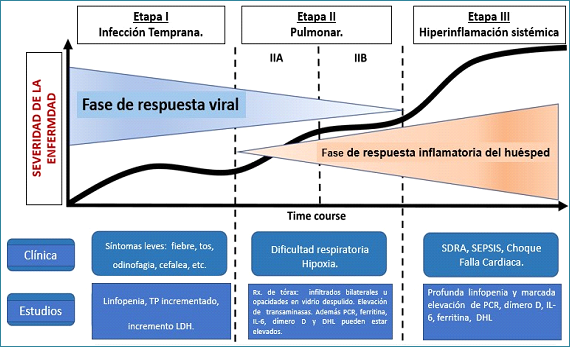 Etapa I
Infección Temprana.
Etapa II
Pulmonar.
Etapa III
Hiperinflamación sistémica
IIA
IIB
SEVERIDAD DE LA
ENFERMDAD
Fase de respuesta viral
Fase de respuesta inflamatoria del huésped
Time course
Clínica
Síntomas leves: fiebre, tos,
odinofagia, cefalea, etc.
Dificultad respiratoria
Hipoxia.
SDRA, SEPSIS, Choque
Falla Cardiaca.
Estudios
Linfopenia, TP incrementado,
incremento LDH.
Rx. de tórax: infiltrados bilaterales u
opacidades en vidrio despulido. Elevación
de transaminasas. Además PCR, ferritina,
IL-6, dímero D y DHL pueden estar
elevados.
Profunda linfopenia y marcada
elevación de PCR, dímero D, IL-
6, ferritina, DHL